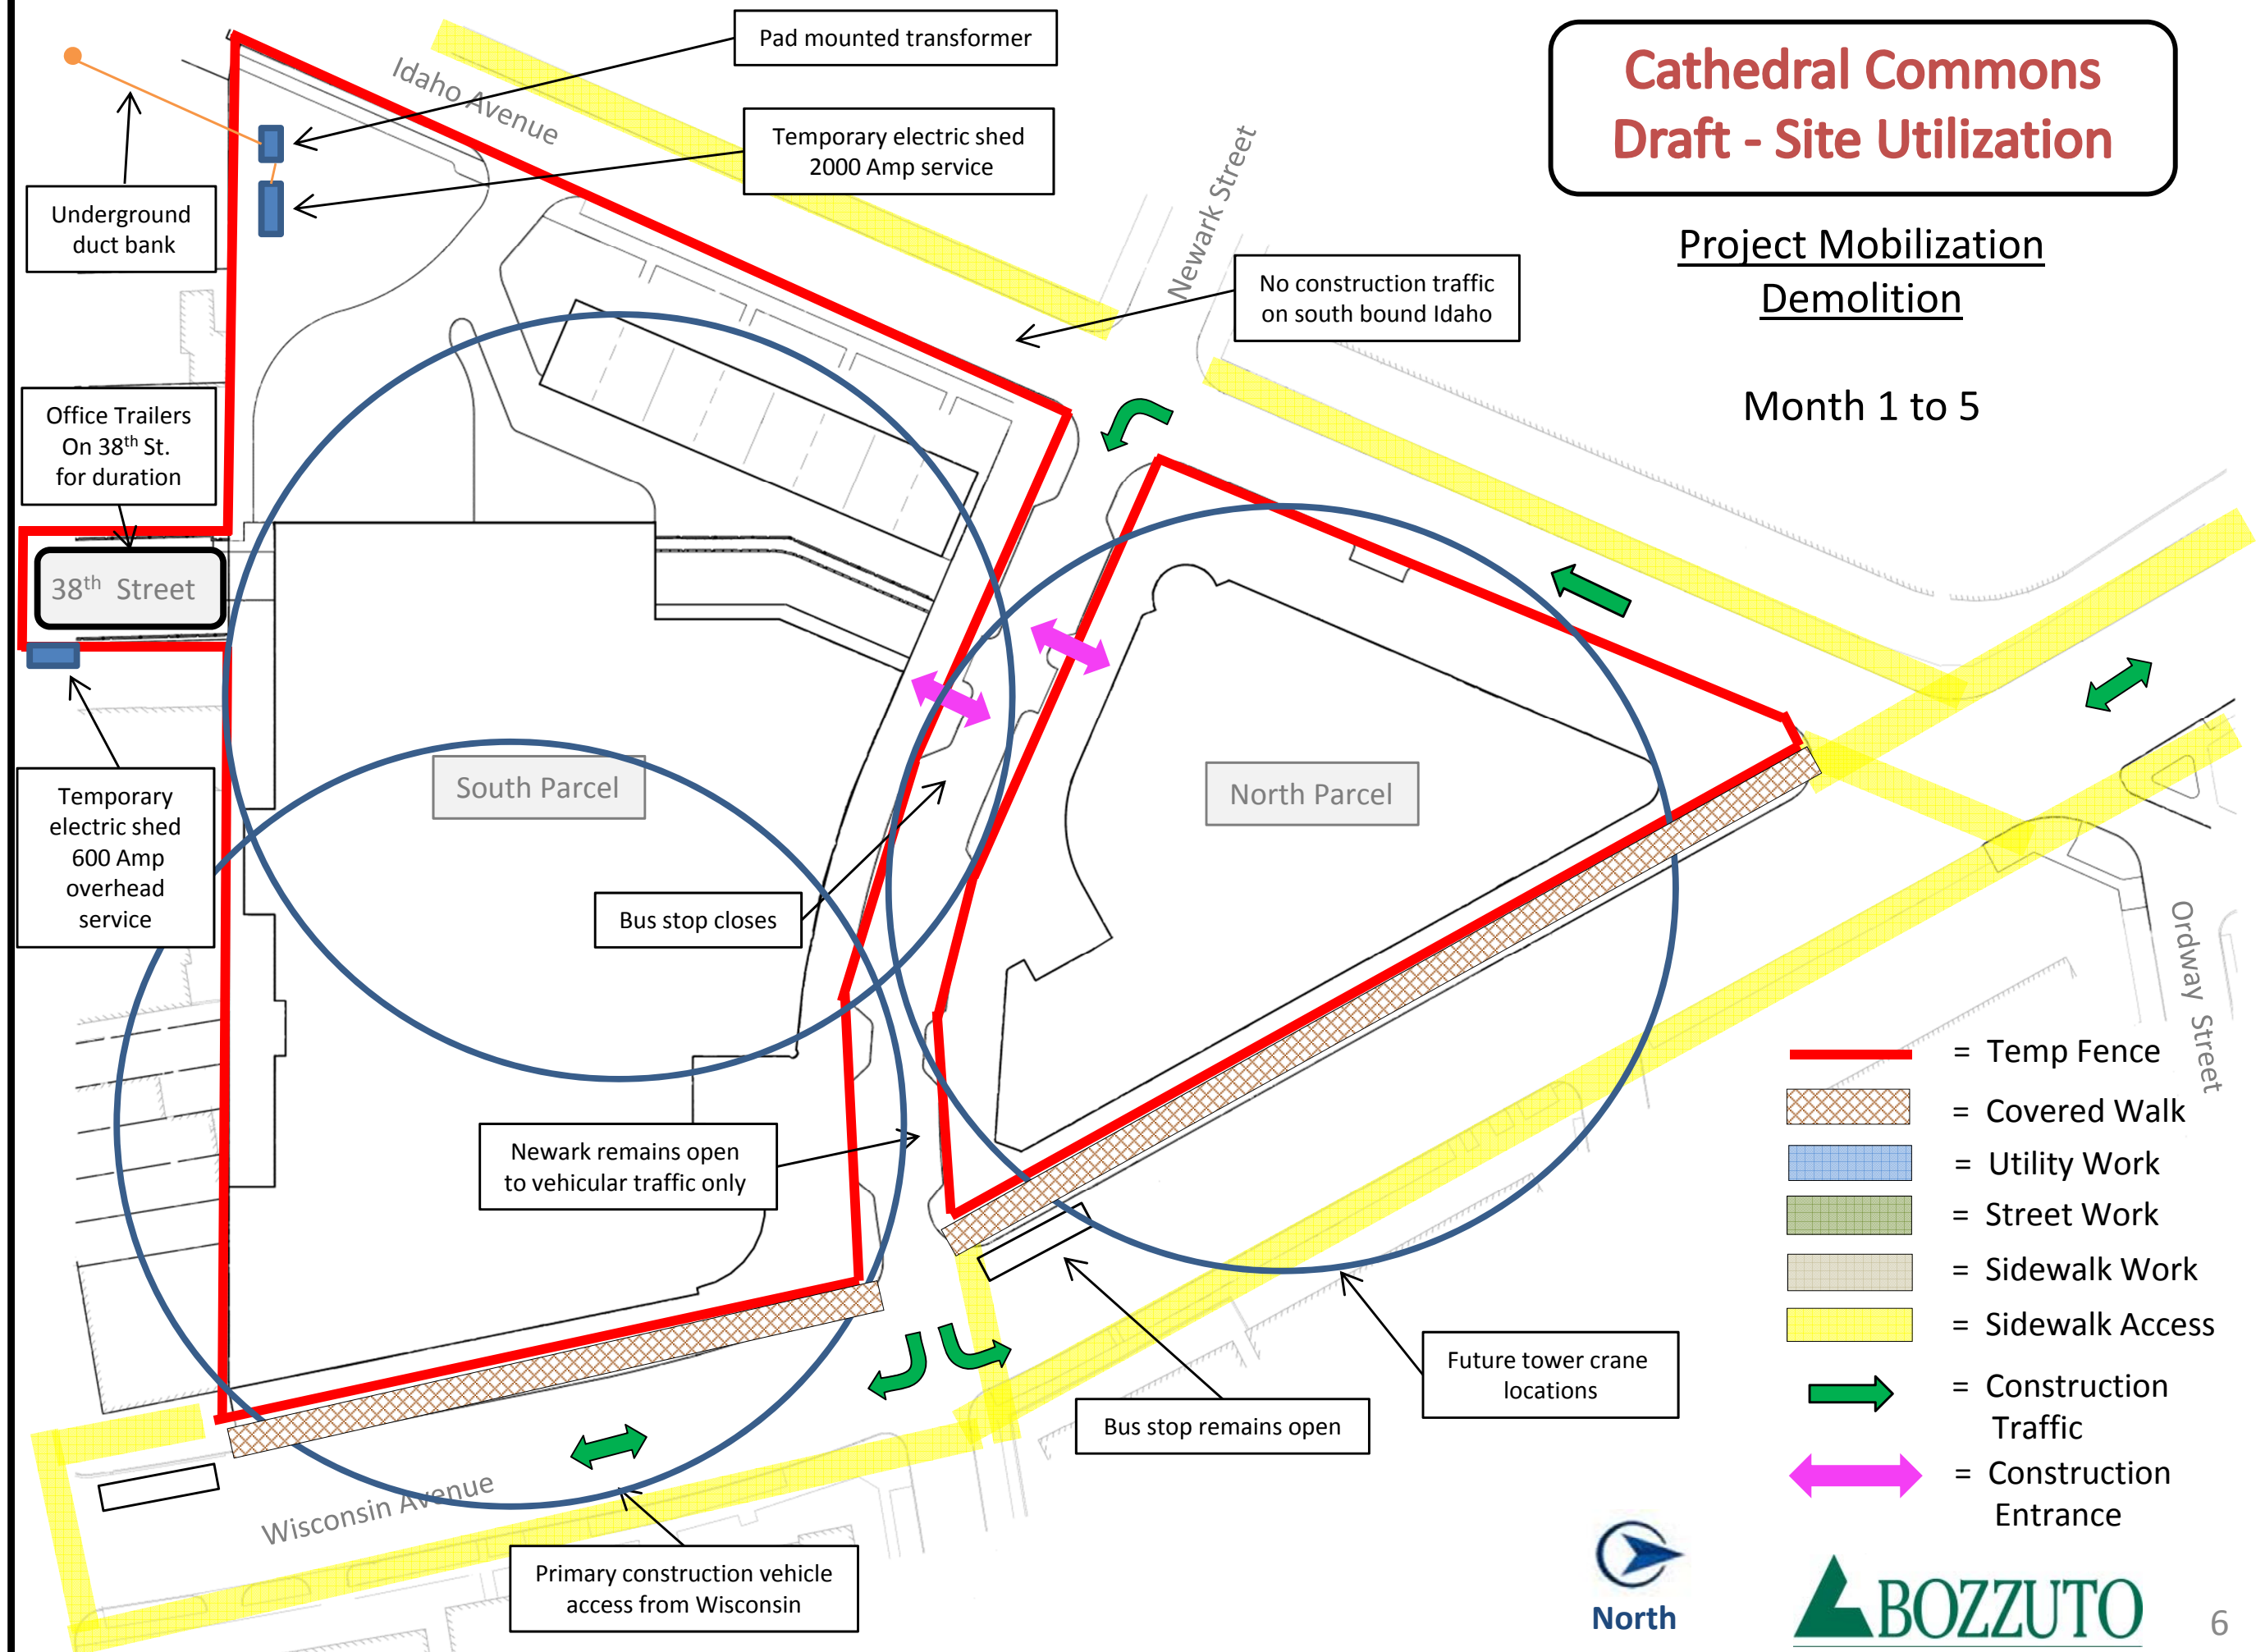 Cathedral Commons
Draft - Site Utilization
Project Mobilization
Demolition
Month 1 to 5
Pad mounted transformer
Idaho Avenue
Temporary electric shed
2000 Amp service
Newark Street
Underground
duct bank
No construction traffic
on south bound Idaho
Office Trailers
On 38th St.
for duration
38th Street
South Parcel
North Parcel
Temporary
electric shed
600 Amp
overhead
service
Bus stop closes
Ordway Street
Newark remains open
to vehicular traffic only
Future tower crane
locations
Bus stop remains open
Wisconsin Avenue
Primary construction vehicle
access from Wisconsin
= Temp Fence
= Covered Walk
= Utility Work
= Street Work
= Sidewalk Work
= Sidewalk Access
= Construction
Traffic
= Construction
Entrance
North
BOZZUTO
6